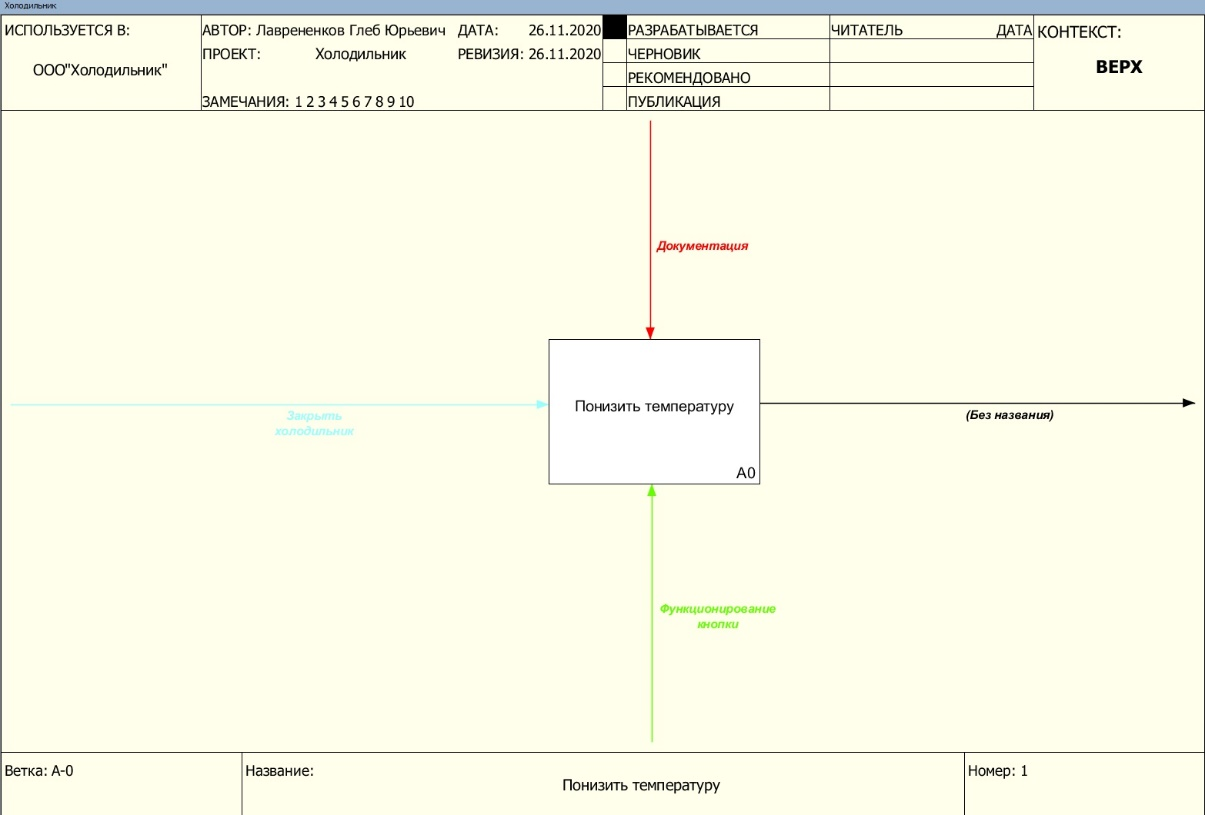 Холодильник
ИСПОЛЬЗУЕТСЯ В:
ООО"Холодильник"
АВТОР: Лаврененков Глеб Юрьевич ДАТА: 26.11.2020
ПРОЕКТ: Холодильник РЕВИЗИЯ: 26.11.2020
ЗАМЕЧАНИЯ: 1 2 3 4 5 6 7 8 9 10
РАЗРАБАТЫВАЕТСЯ
ЧЕРНОВИК
РЕКОМЕНДОВАНО
ПУБЛИКАЦИЯ
ЧИТАТЕЛЬ ДАТА
КОНТЕКСТ:
ВЕРХ
Документация
Закрыть
холодильник
Понизить температуру
A0
(Без названия)
Функционирование
кнопки
Ветка: A-0
Название:
Понизить температуру
Номер: 1